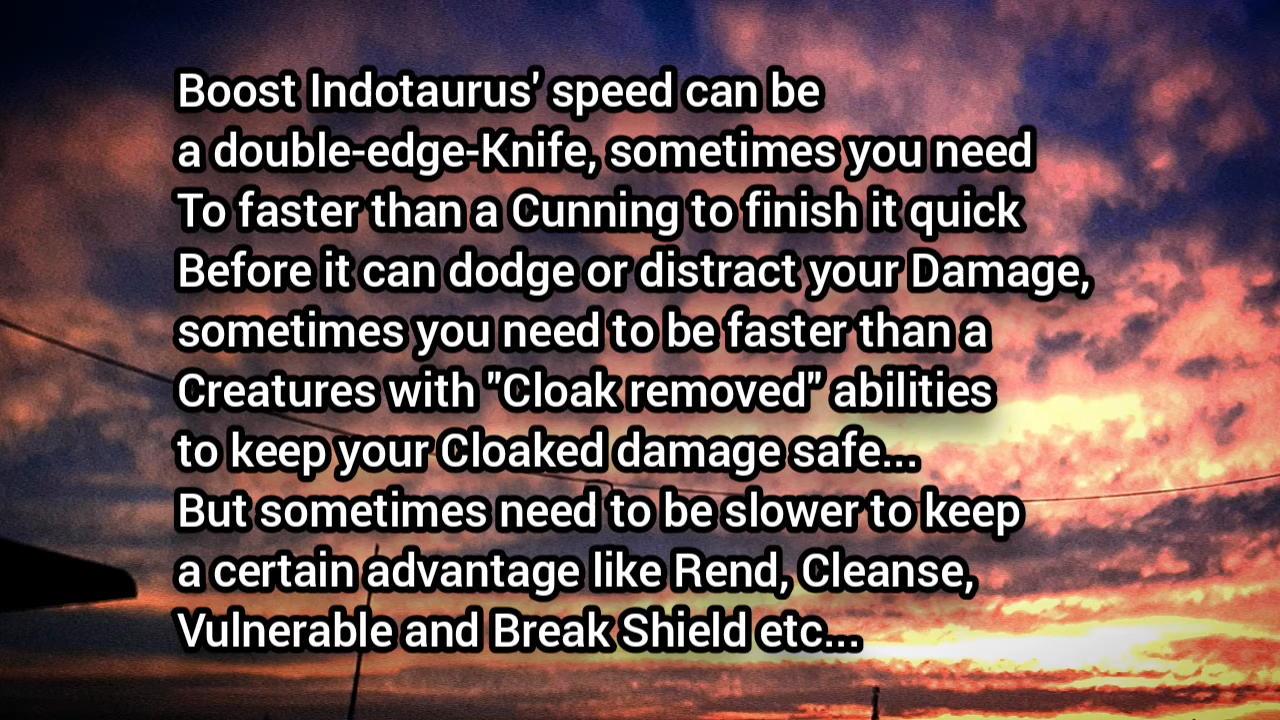 Boost Indotaurus' speed can be
a double-edge-Knife, sometimes you need
To faster than a Cunning to finish it quick
Before it can dodge or distract your Damage,
sometimes you need to be faster than a
Creatures with "Cloak removed" abilities
to keep your Cloaked damage safe...
But sometimes need to be slower to keep
a certain advantage like Rend, Cleanse,
Vulnerable and Break Shield etc...